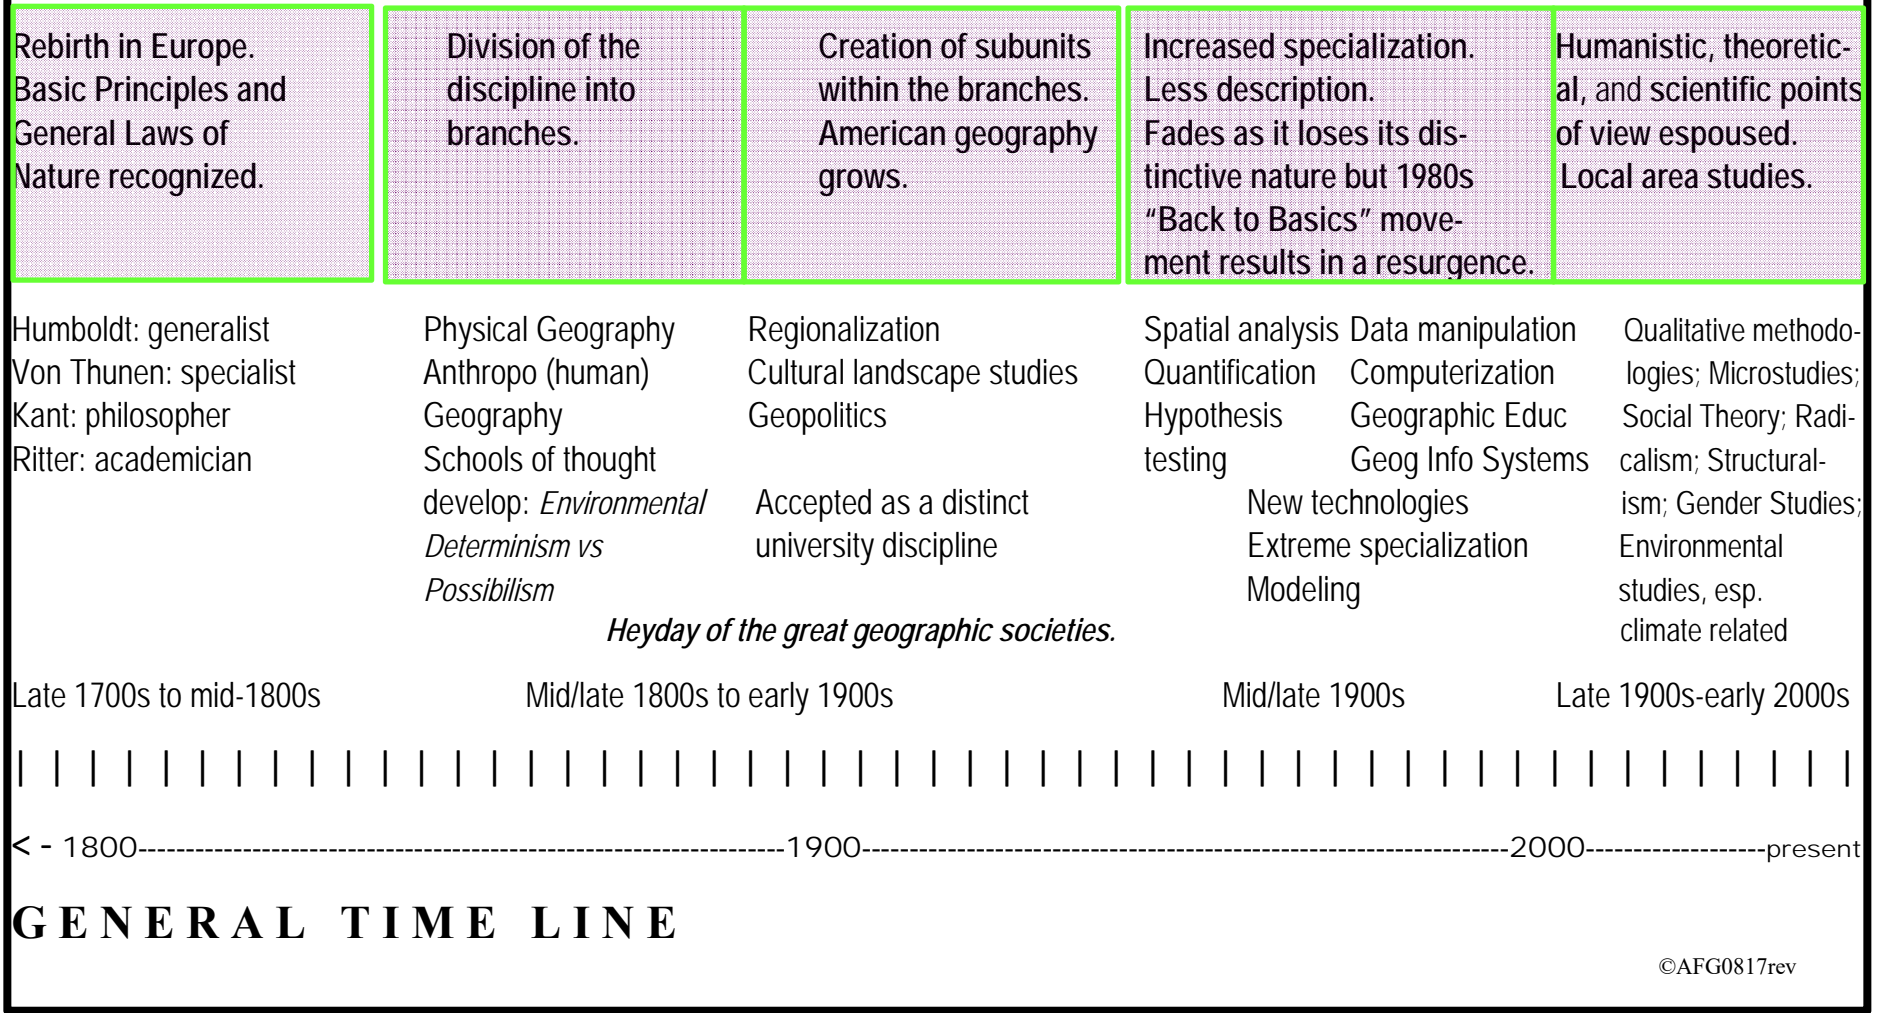 Rebirth in Europe.
Basic Principles and
General Laws of
Nature recognized.
Division of the
discipline into
branches.
Creation of subunits
within the branches.
American geography
grows.
Increased specialization.
Less description.
Fades as it loses its dis-
tinctive nature but 1980s
“Back to Basics” move-
ment results in a resurgence.
Humanistic, theoretic-
al, and scientific points
of view espoused.
Local area studies.
Humboldt: generalist
Von Thunen: specialist
Kant: philosopher
Ritter: academician
Physical Geography
Anthropo (human)
Geography
Schools of thought
develop: Environmental
Determinism vs
Possibilism
Regionalization
Cultural landscape studies
Geopolitics
Accepted as a distinct
university discipline
Heyday of the great geographic societies.
Spatial analysis
Quantification
Hypothesis
testing
Data manipulation
Computerization
Geographic Educ
Geog Info Systems
New technologies
Extreme specialization
Modeling
Qualitative methodo-
logies; Microstudies;
Social Theory; Radi-
calism; Structural-
ism; Gender Studies;
Environmental
studies, esp.
climate related
Late 1700s to mid-1800s
Mid/late 1800s to early 1900s
Mid/late 1900s
Late 1900s-early 2000s
< - 1800--------------------------------------------------------------------1900--------------------------------------------------------------------2000-------------------present
GENERAL TIME LINE
©AFG0817rev